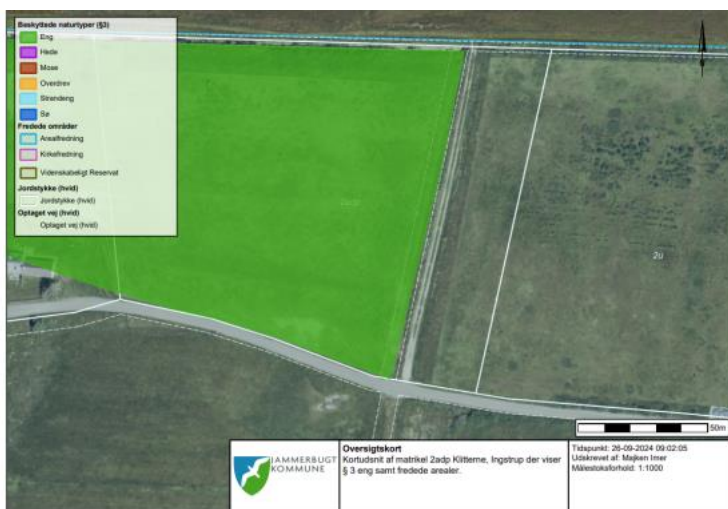 Beskyttede naturtyper (§3)
Eng
Hede
Mose
Overdrev
Strandeng
Sø
Fredede områder
Arealfredning
Kirkefredning
Videnskabeligt Reservat
Jordstykke (hvid)
Jordstykke (hvid)
Optaget vej (hvid)
Optaget vej (hvid)
2u
50m
JAMMERBUGT
KOMMUNE
Oversigtskort
Kortudsnit af matrikel 2adp Klitterne, Ingstrup der viser
§ 3 eng samt fredede arealer.
Tidspunkt: 26-09-2024 09:02:05
Udskrevet af: Majken Imer
Målestoksforhold: 1:1000